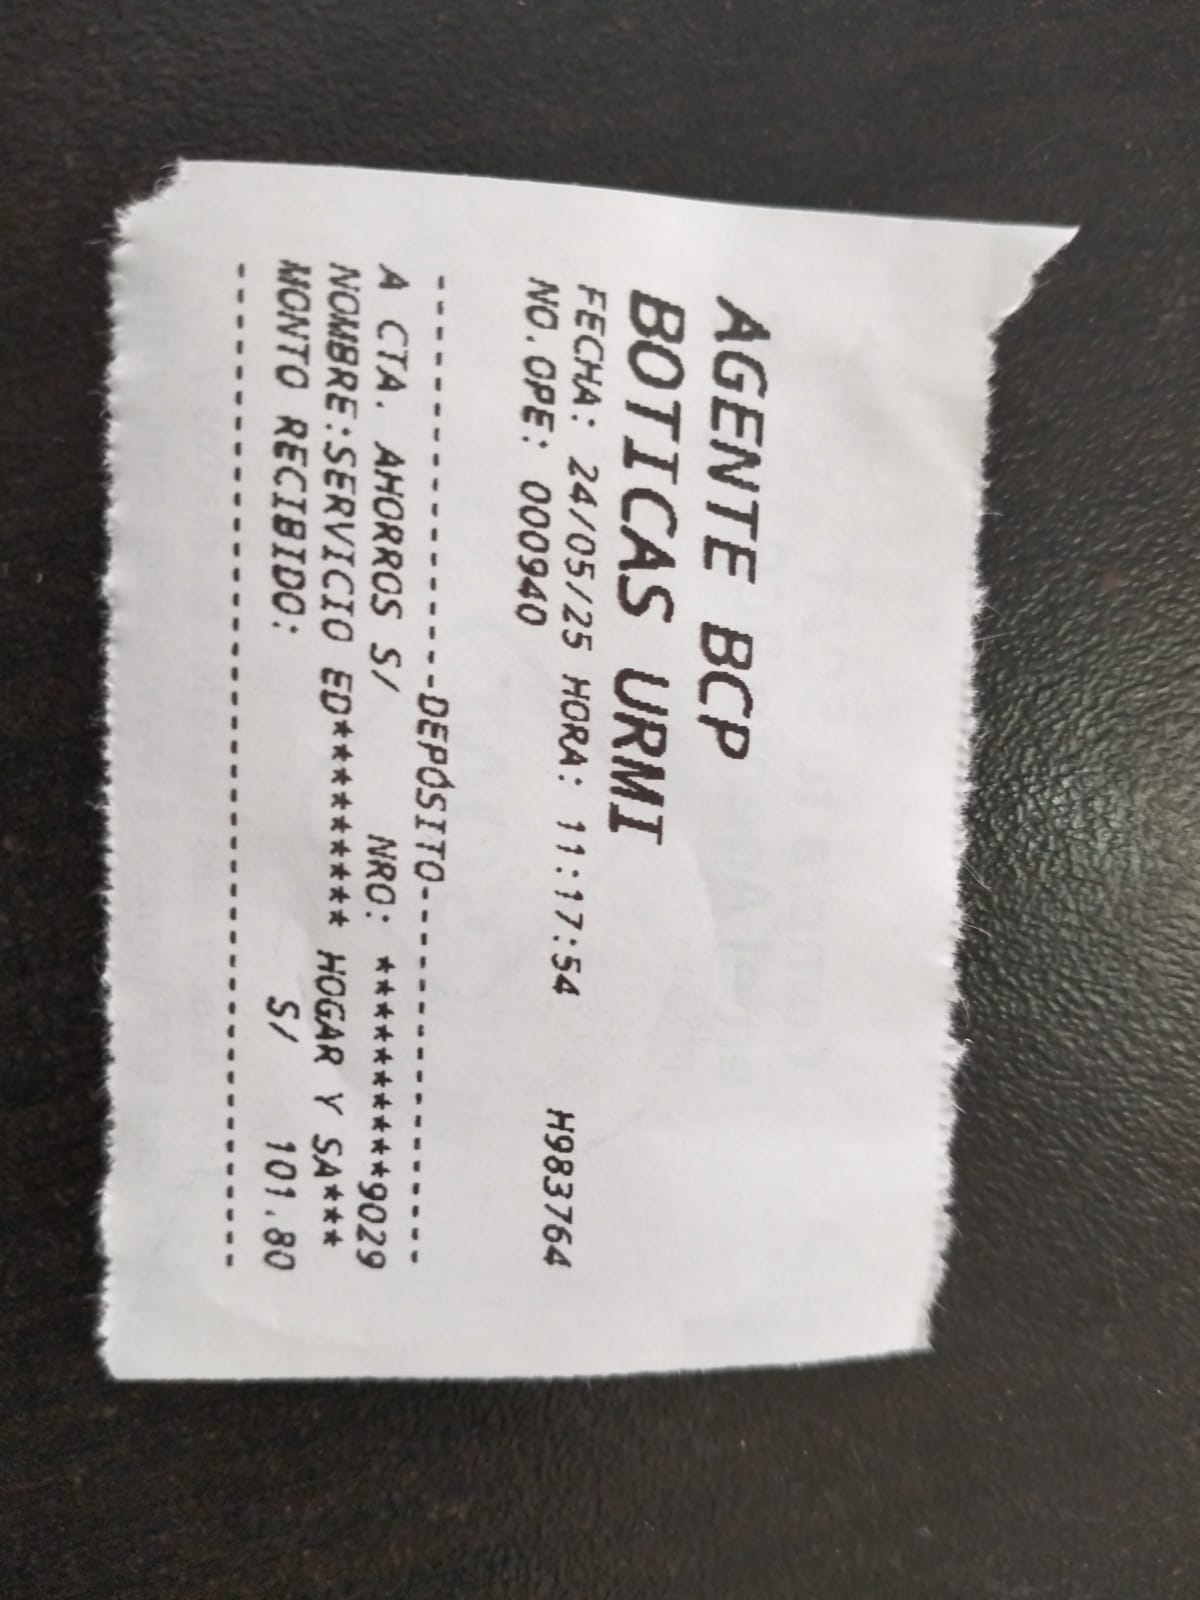 AGENTE BCP
BOTICAS URMI
FECHA: 24/05/25 HORA: 11:17:54 H983764
NO.OPE: 000940
--------------------DEPÓSITO--------------------
A CTA. AHORROS S/ NRO: **********9029
NOMBRE:SERVICIO ED********** HOGAR Y SA***
MONTO RECIBIDO: S/ 101.80
------------------------------------------------